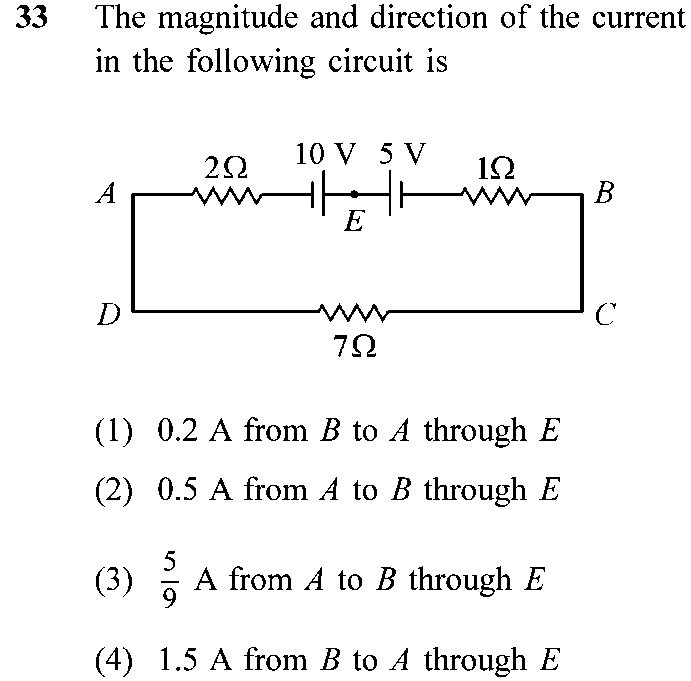 33 The magnitude and direction of the current
in the following circuit is
2Ω 10 V 5 V 1Ω
A B
E
D C
7Ω
(1) 0.2 A from B to A through E
(2) 0.5 A from A to B through E
(3) 5/9 A from A to B through E
(4) 1.5 A from B to A through E